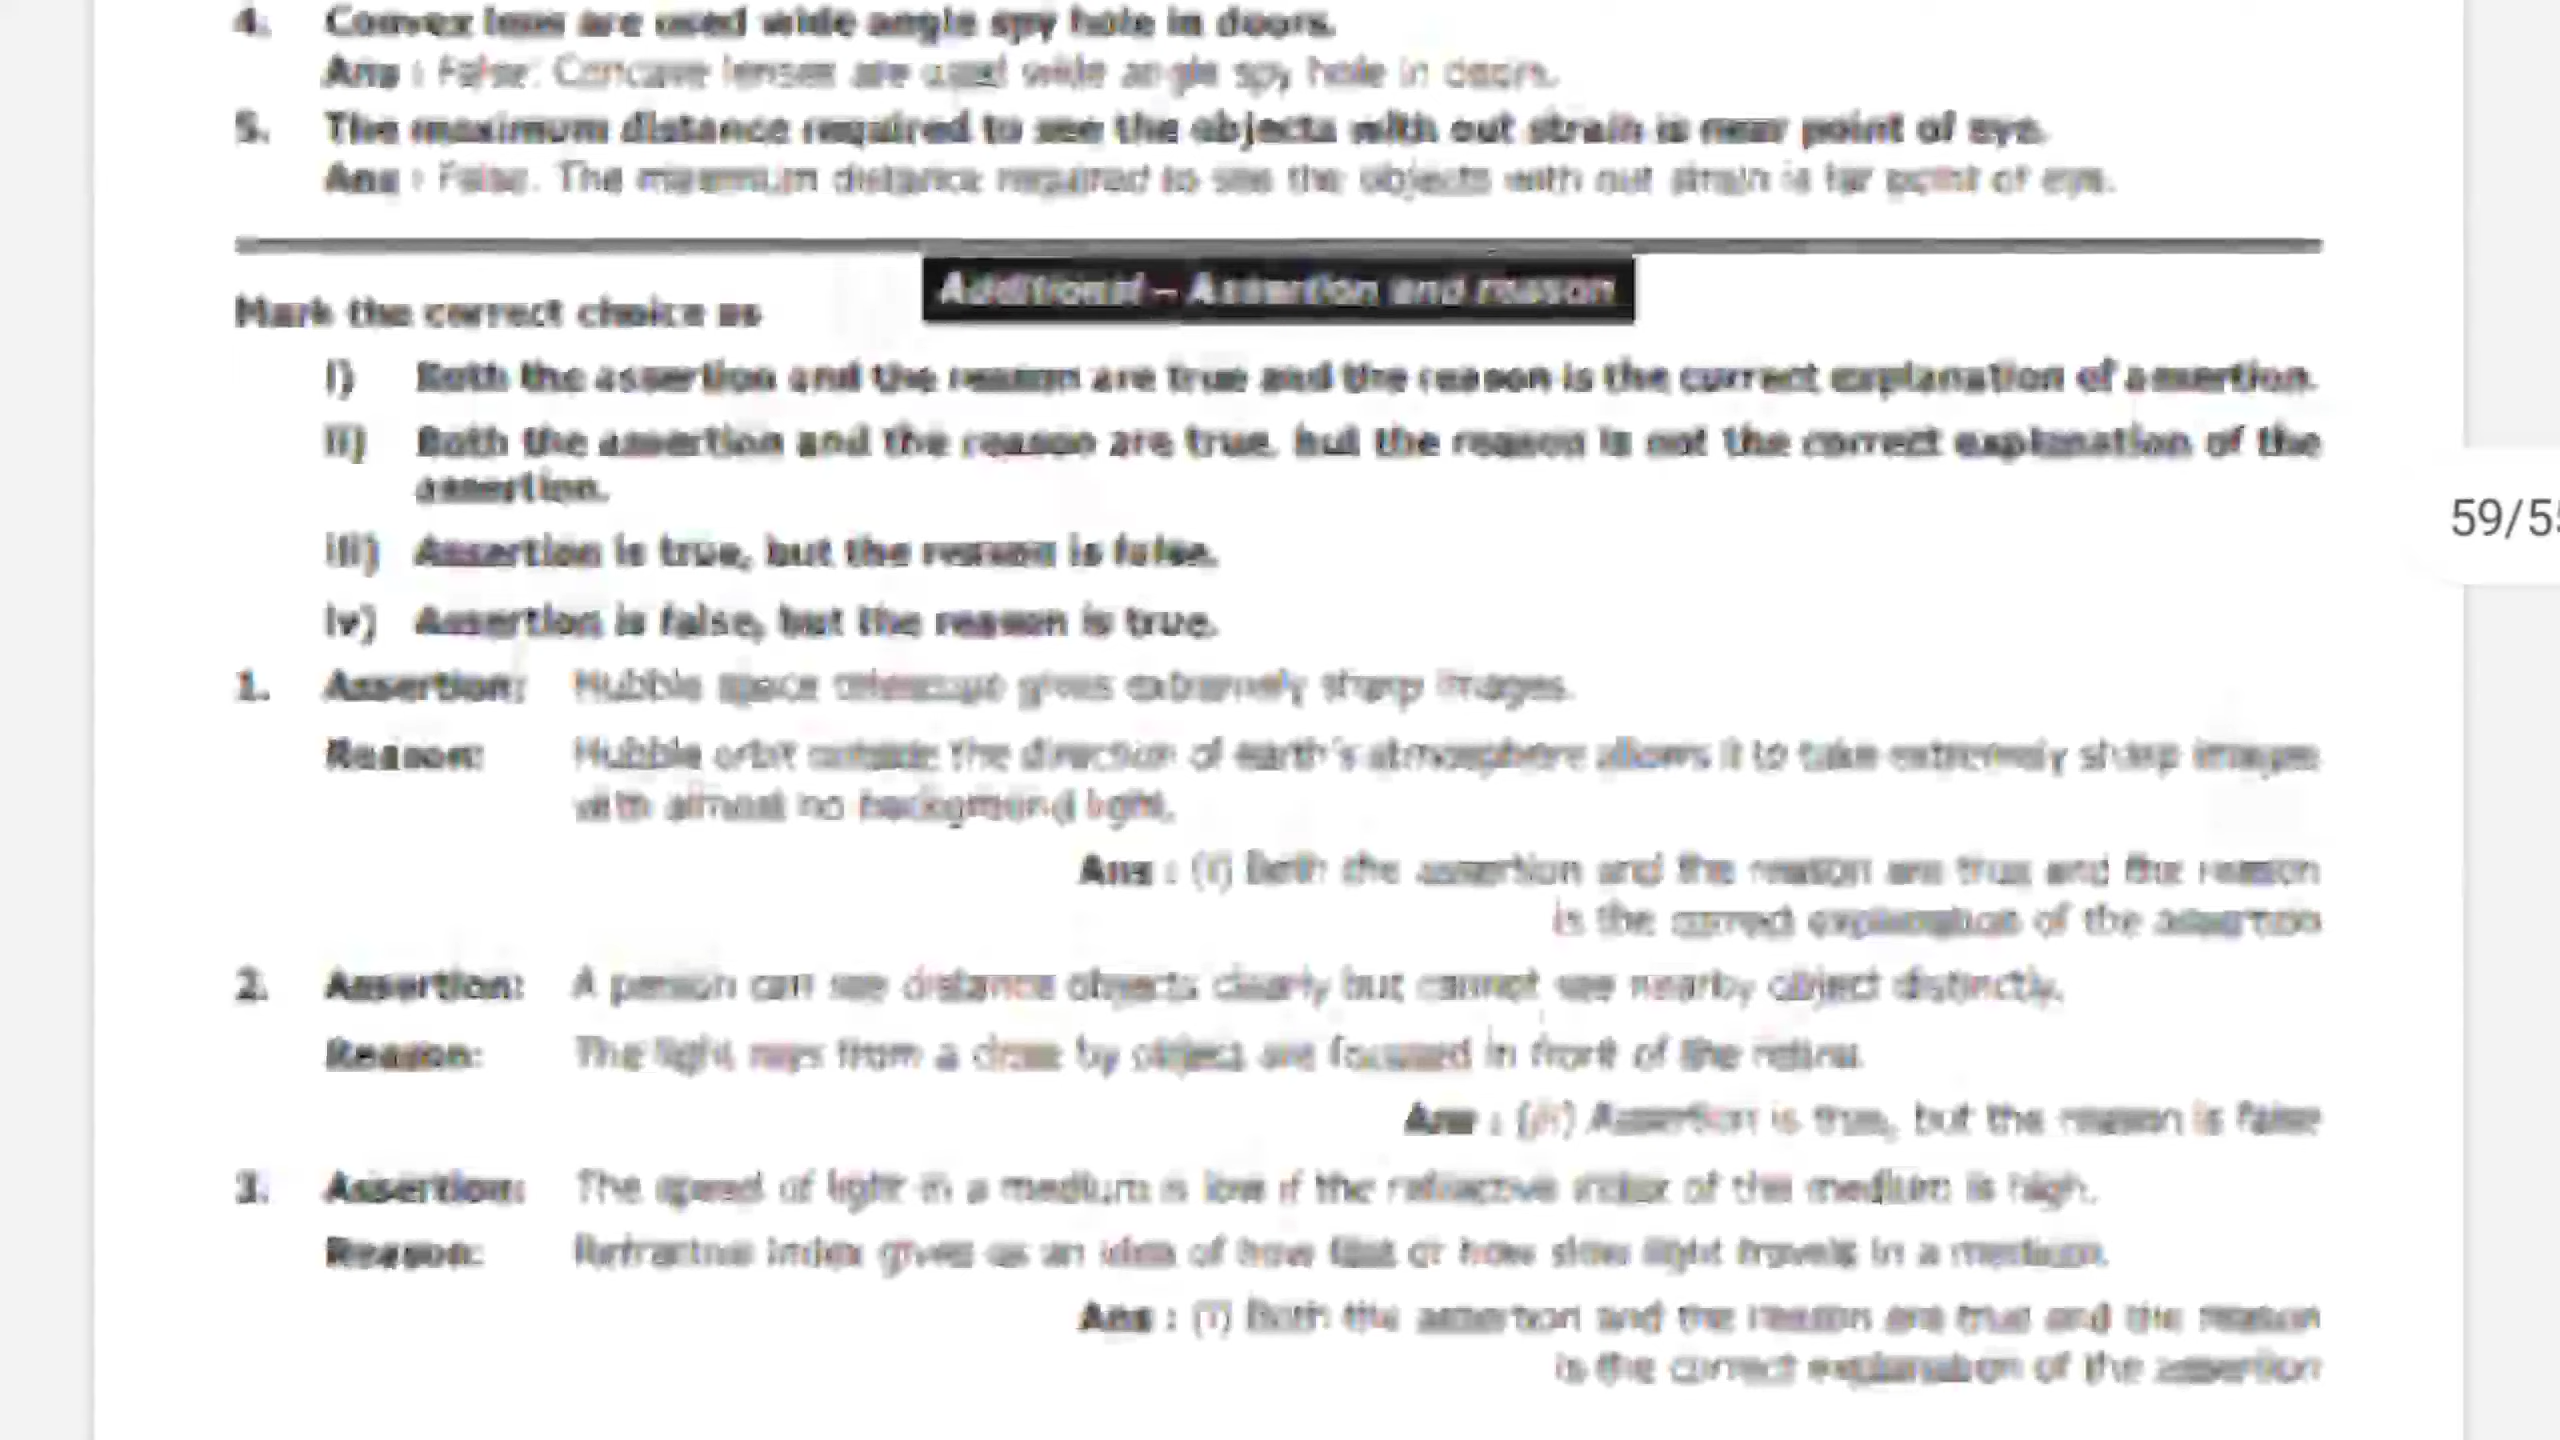 4. Convex lens are used wide angle spy hole in doors.
Ans : False. Concave lenses are used wide angle spy hole in doors.
5. The maximum distance required to see the objects with out strain is near point of eye.
Ans : False. The maximum distance required to see the objects with out strain is far point of eye.
Additional – Assertion and reason
Mark the correct choice as
i) Both the assertion and the reason are true and the reason is the correct explanation of assertion.
ii) Both the assertion and the reason are true, but the reason is not the correct explanation of the
assertion.
iii) Assertion is true, but the reason is false.
iv) Assertion is false, but the reason is true.
1. Assertion: Hubble space telescope gives extremely sharp images.
Reason: Hubble orbit outside the direction of earth's atmosphere allows it to take extremely sharp images
with almost no background light.
Ans : (i) Both the assertion and the reason are true and the reason
is the correct explanation of the assertion
2. Assertion: A person can see distance objects clearly but cannot see nearby object distinctly.
Reason: The light rays from a close by object are focused in front of the retina.
Ans : (iii) Assertion is true, but the reason is false
3. Assertion: The speed of light in a medium is low if the refractive index of the medium is high.
Reason: Refractive index gives us an idea of how fast or how slow light travels in a medium.
Ans : (i) Both the assertion and the reason are true and the reason
is the correct explanation of the assertion
59/55